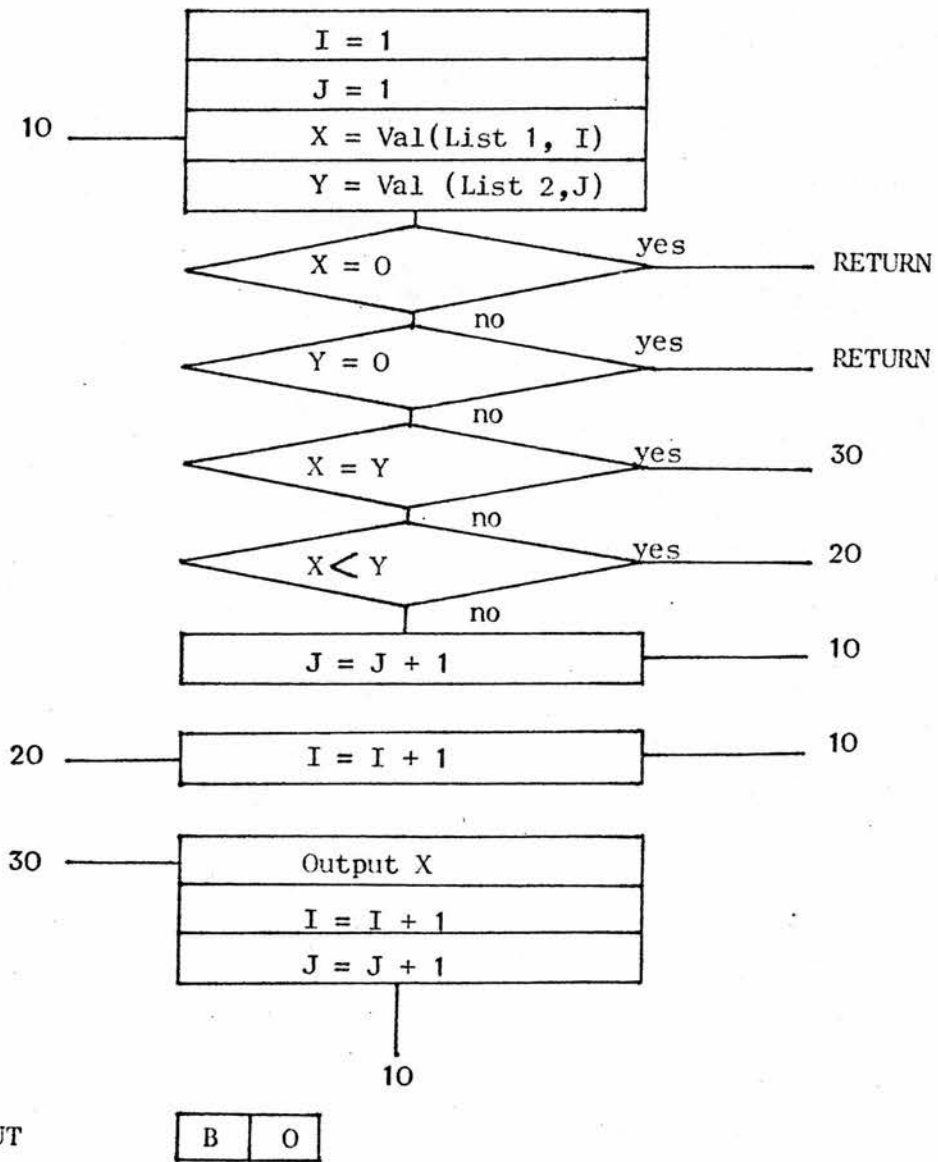 I = 1
J = 1
10 X = Val(List 1, I)
Y = Val (List 2,J)
X = 0 yes RETURN
no
Y = 0 yes RETURN
no
X = Y yes 30
no
X < Y yes 20
no
J = J + 1 10
20 I = I + 1 10
30 Output X
I = I + 1
J = J + 1
10
UT B 0